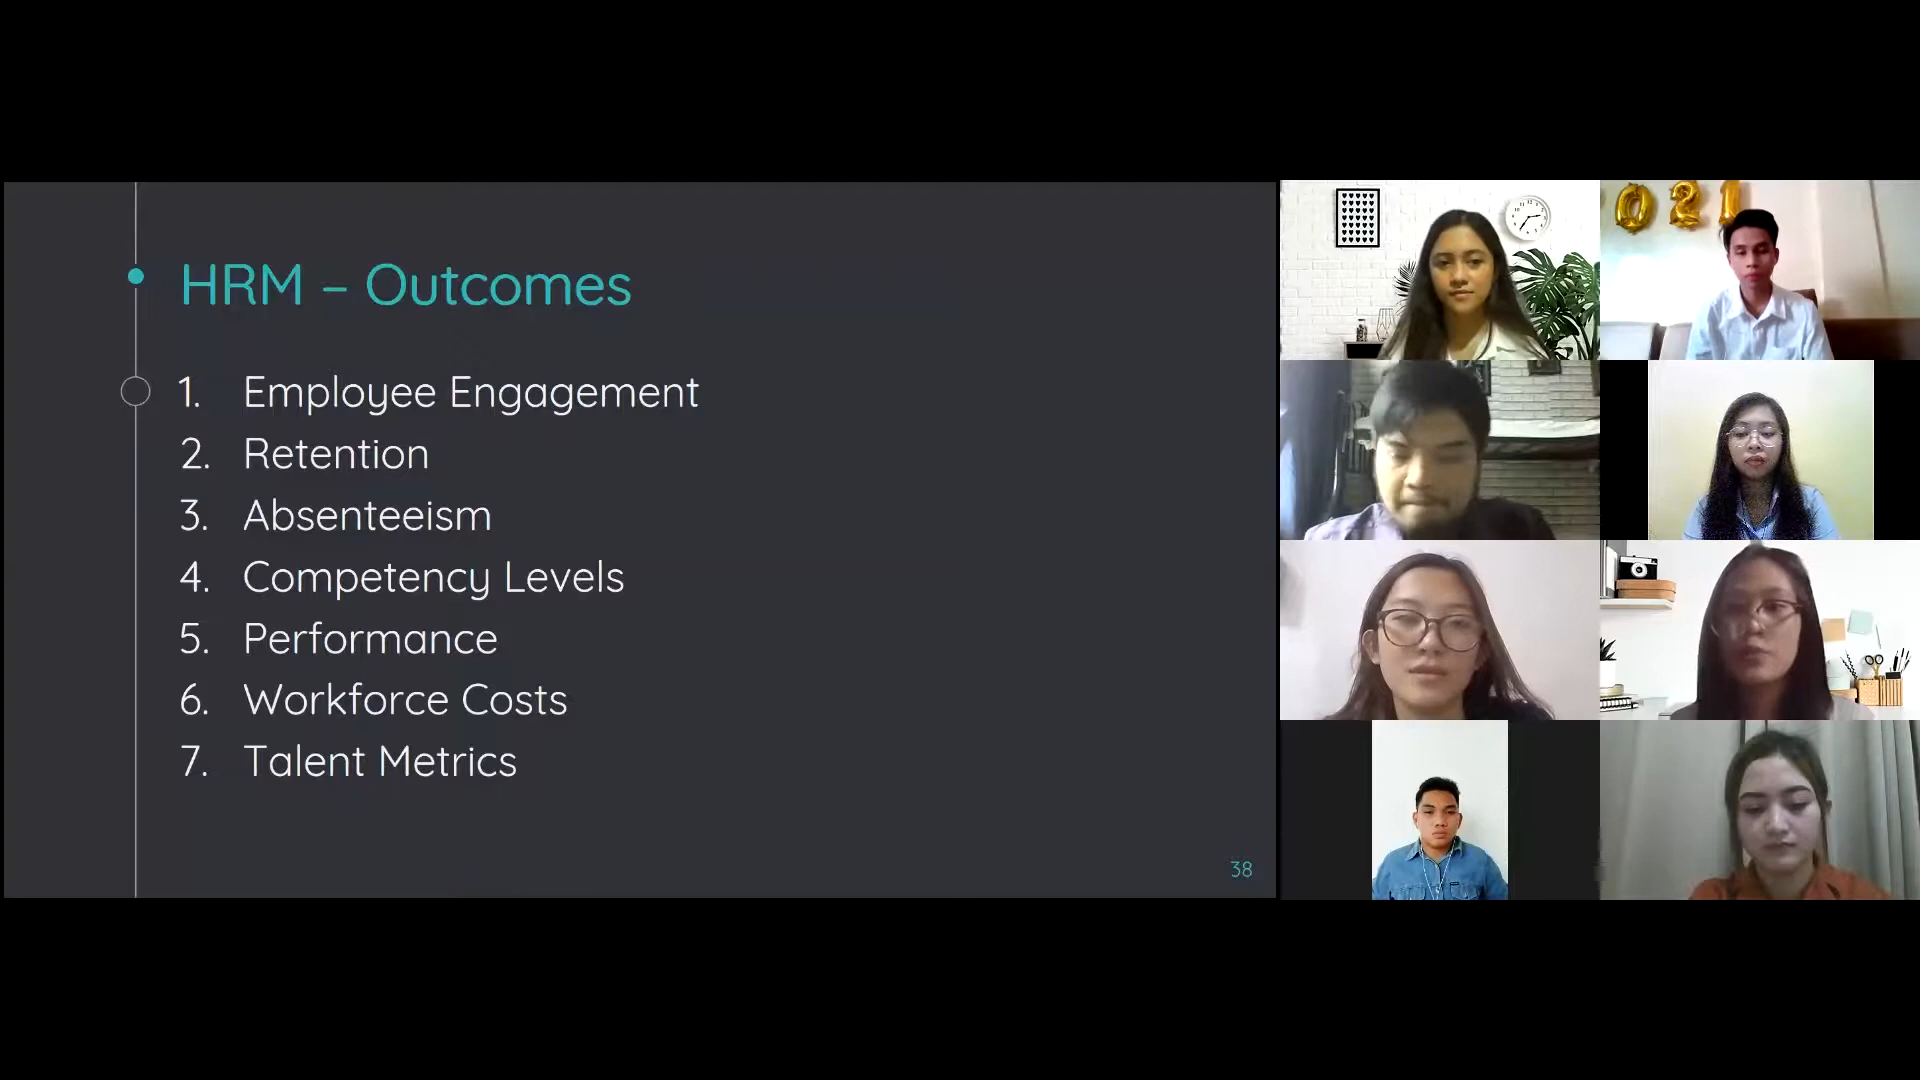 HRM – Outcomes
1. Employee Engagement
2. Retention
3. Absenteeism
4. Competency Levels
5. Performance
6. Workforce Costs
7. Talent Metrics
38
021